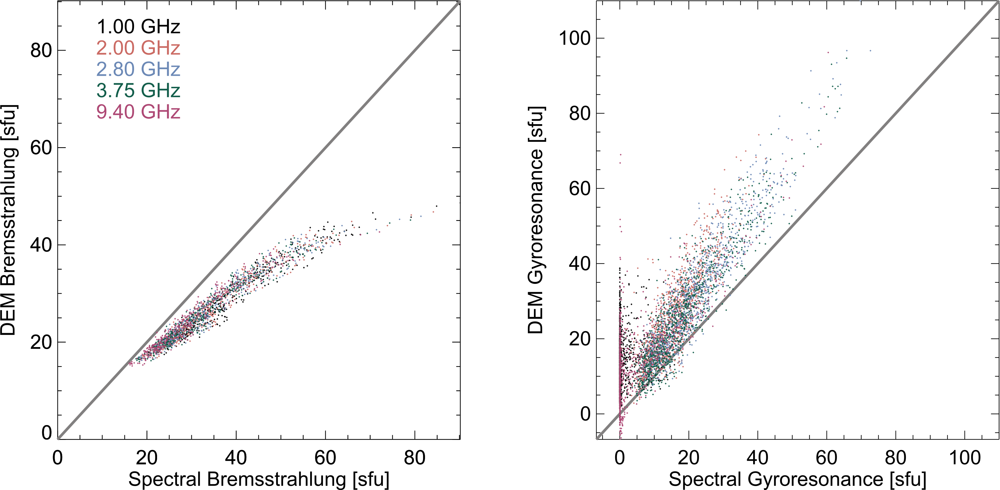 1.00 GHz
2.00 GHz
2.80 GHz
3.75 GHz
9.40 GHz
DEM Bremsstrahlung [sfu]
80
60
40
20
0
0 20 40 60 80
Spectral Bremsstrahlung [sfu]
DEM Gyroresonance [sfu]
100
80
60
40
20
0
0 20 40 60 80 100
Spectral Gyroresonance [sfu]